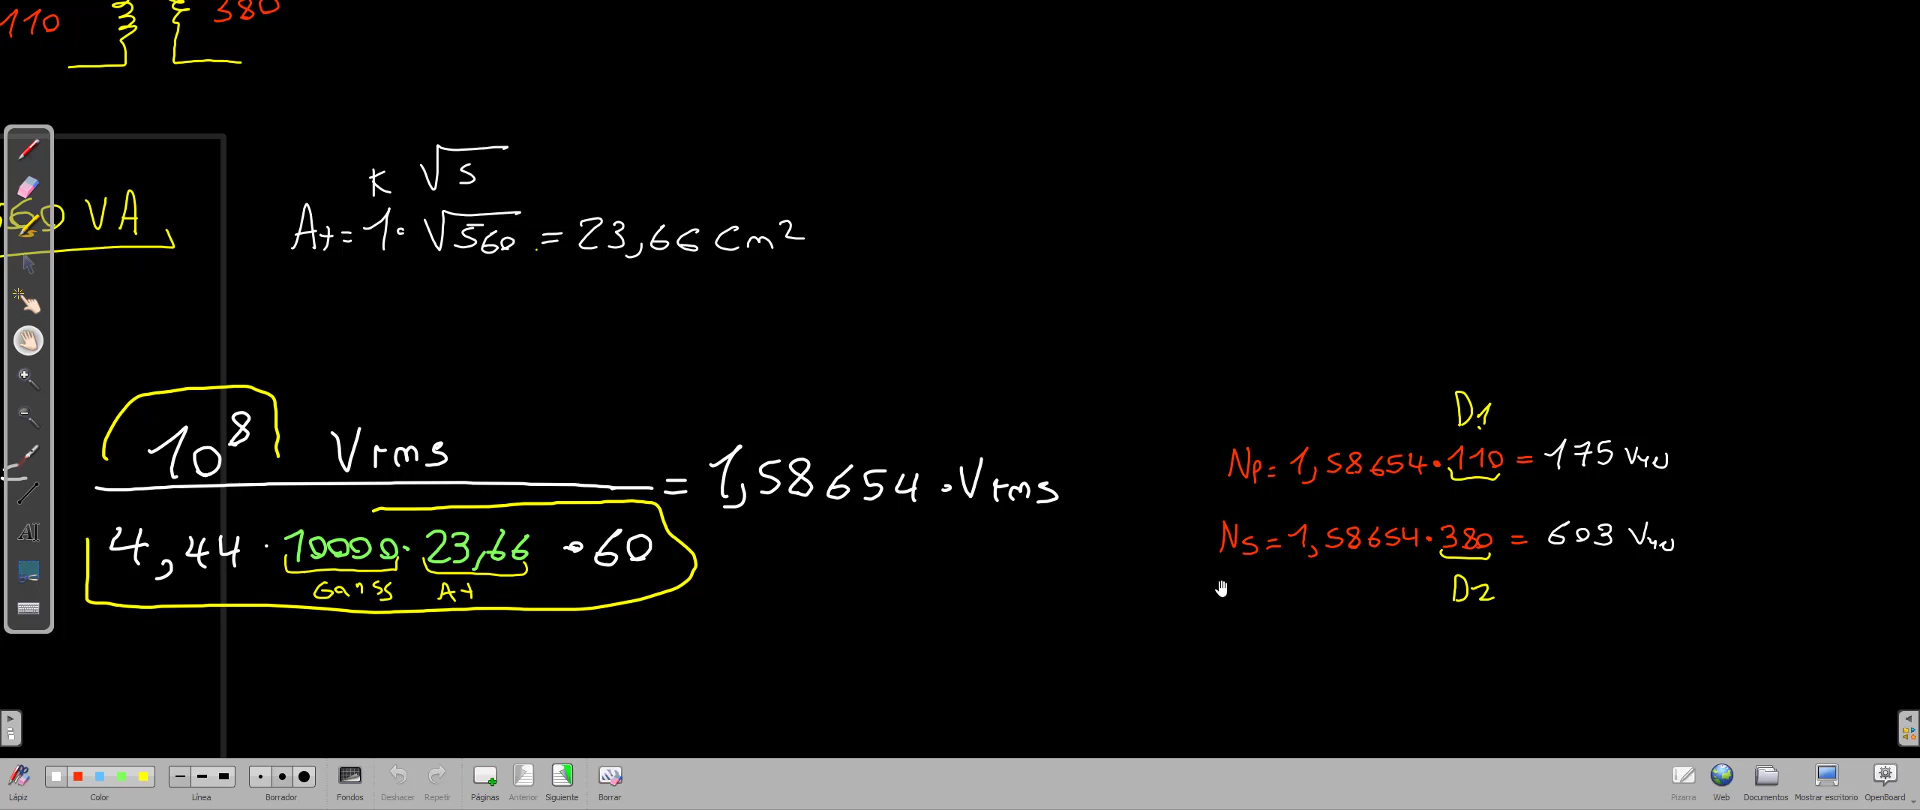 110 380
560 VA
K √s
At = 1 · √560 = 23,66 cm²
D1
10⁸ Vrms
Np = 1,58654 · 110 = 175
= 1,58654 · Vrms
4,44 · 10000 · 23,66 · 60
Ns = 1,58654 · 380 = 603
Gauss At
D2
Lápiz Color Línea Borrador Fondos Deshacer Repetir Páginas Anterior Siguiente Borrar Pizarra Web Documentos Mostrar escritorio OpenBoard